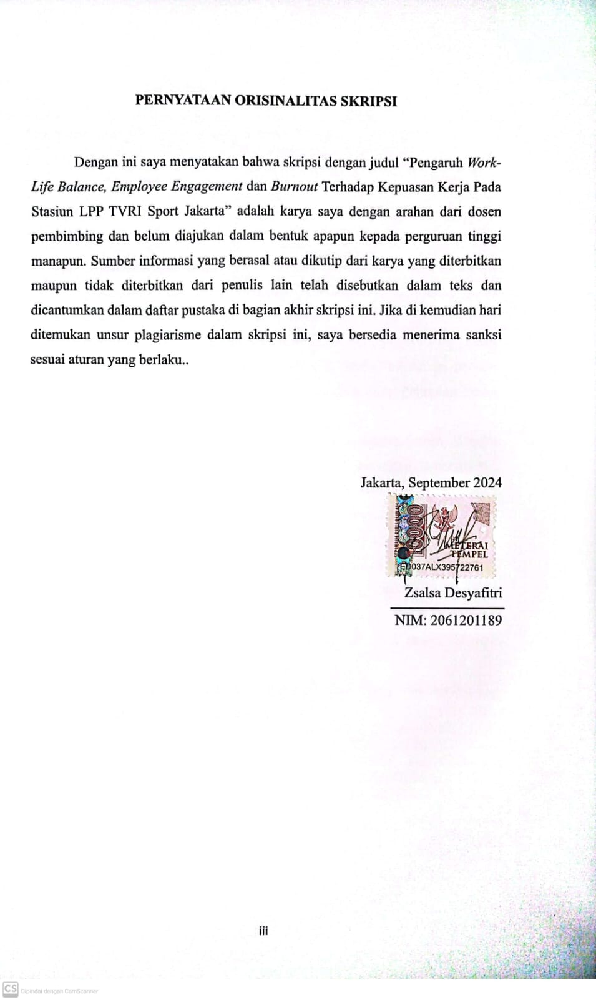 PERNYATAAN ORISINALITAS SKRIPSI
Dengan ini saya menyatakan bahwa skripsi dengan judul “Pengaruh Work-
Life Balance, Employee Engagement dan Burnout Terhadap Kepuasan Kerja Pada
Stasiun LPP TVRI Sport Jakarta” adalah karya saya dengan arahan dari dosen
pembimbing dan belum diajukan dalam bentuk apapun kepada perguruan tinggi
manapun. Sumber informasi yang berasal atau dikutip dari karya yang diterbitkan
maupun tidak diterbitkan dari penulis lain telah disebutkan dalam teks dan
dicantumkan dalam daftar pustaka di bagian akhir skripsi ini. Jika di kemudian hari
ditemukan unsur plagiarisme dalam skripsi ini, saya bersedia menerima sanksi
sesuai aturan yang berlaku..
Jakarta, September 2024
METERAI
TEMPEL
ED037ALX395722761
Zsalsa Desyafitri
NIM: 2061201189
iii
CS Dipindai dengan CamScanner